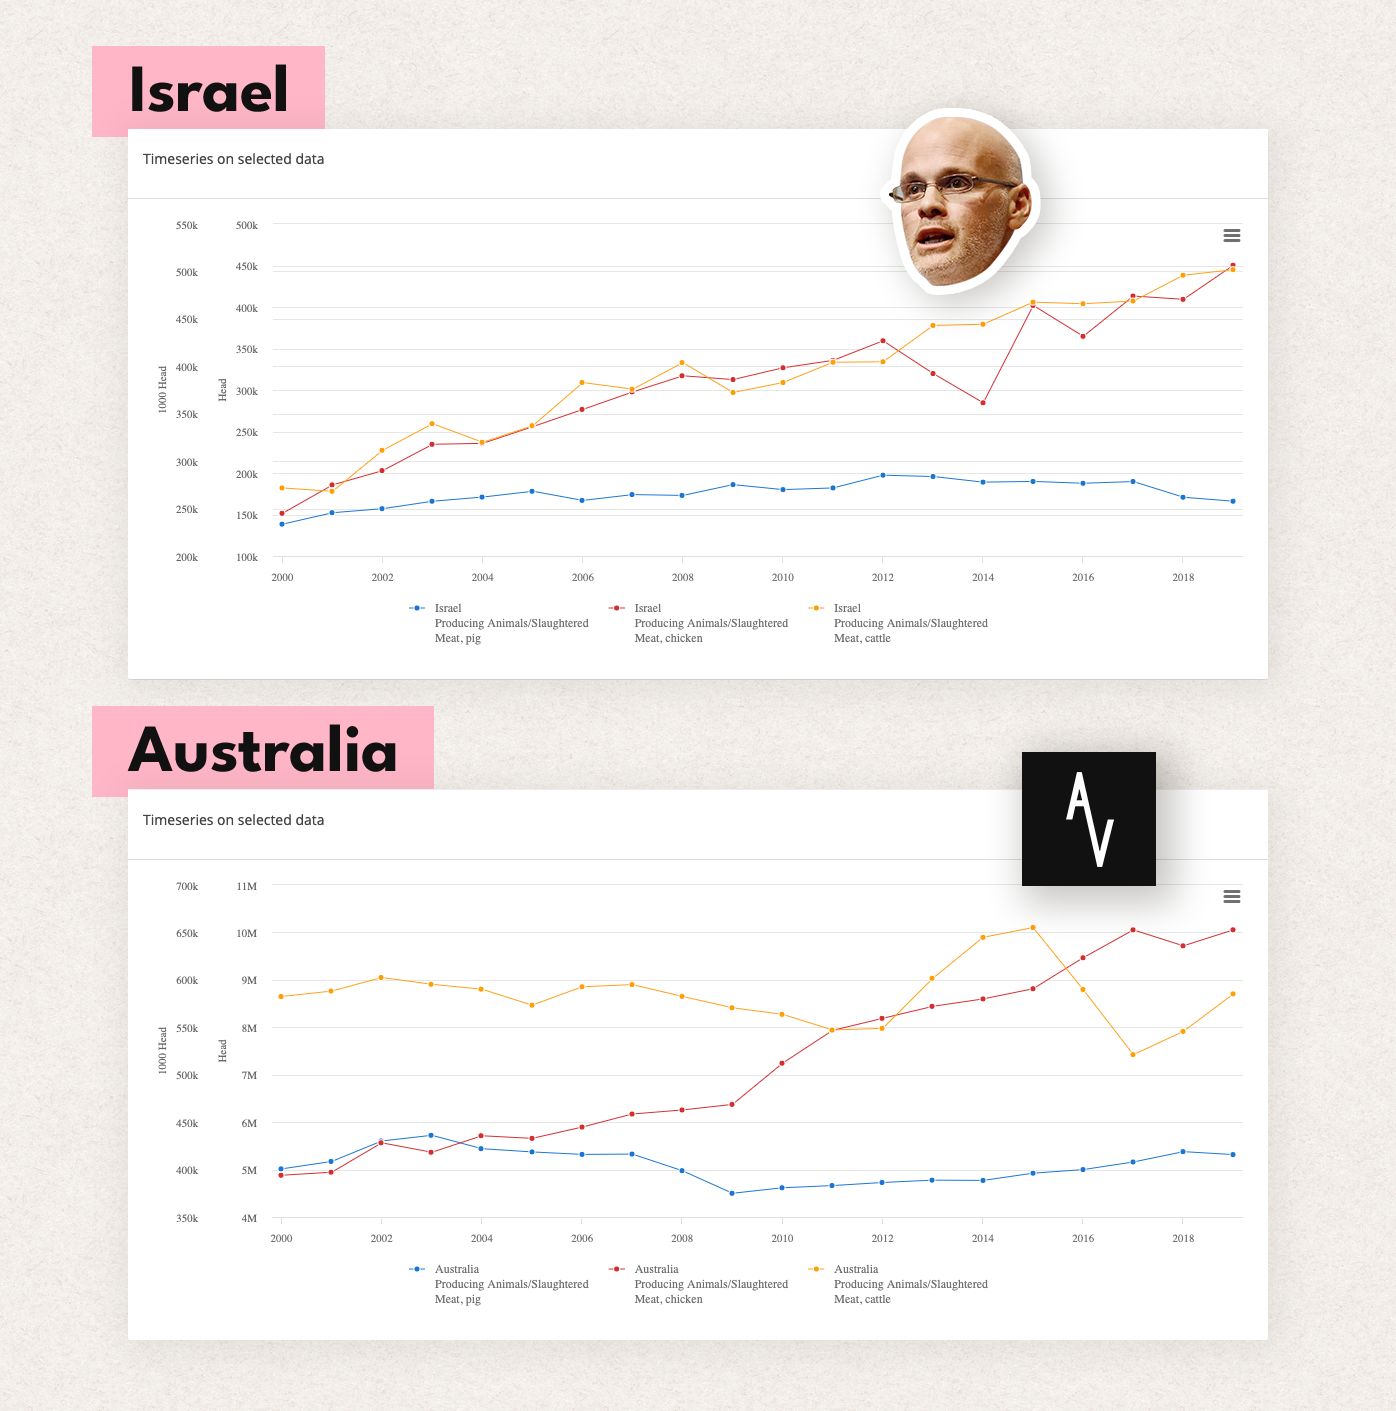 Israel
Timeseries on selected data
550k 500k
500k 450k
450k 400k
400k 350k
350k 300k
300k 250k
250k 200k
200k 150k
100k
1000 Head
Head
2000 2002 2004 2006 2008 2010 2012 2014 2016 2018
Israel Israel Israel
Producing Animals/Slaughtered Producing Animals/Slaughtered Producing Animals/Slaughtered
Meat, pig Meat, chicken Meat, cattle
Australia
Timeseries on selected data
AV
700k 11M
650k 10M
600k 9M
550k 8M
500k 7M
450k 6M
400k 5M
350k 4M
1000 Head
Head
2000 2002 2004 2006 2008 2010 2012 2014 2016 2018
Australia Australia Australia
Producing Animals/Slaughtered Producing Animals/Slaughtered Producing Animals/Slaughtered
Meat, pig Meat, chicken Meat, cattle